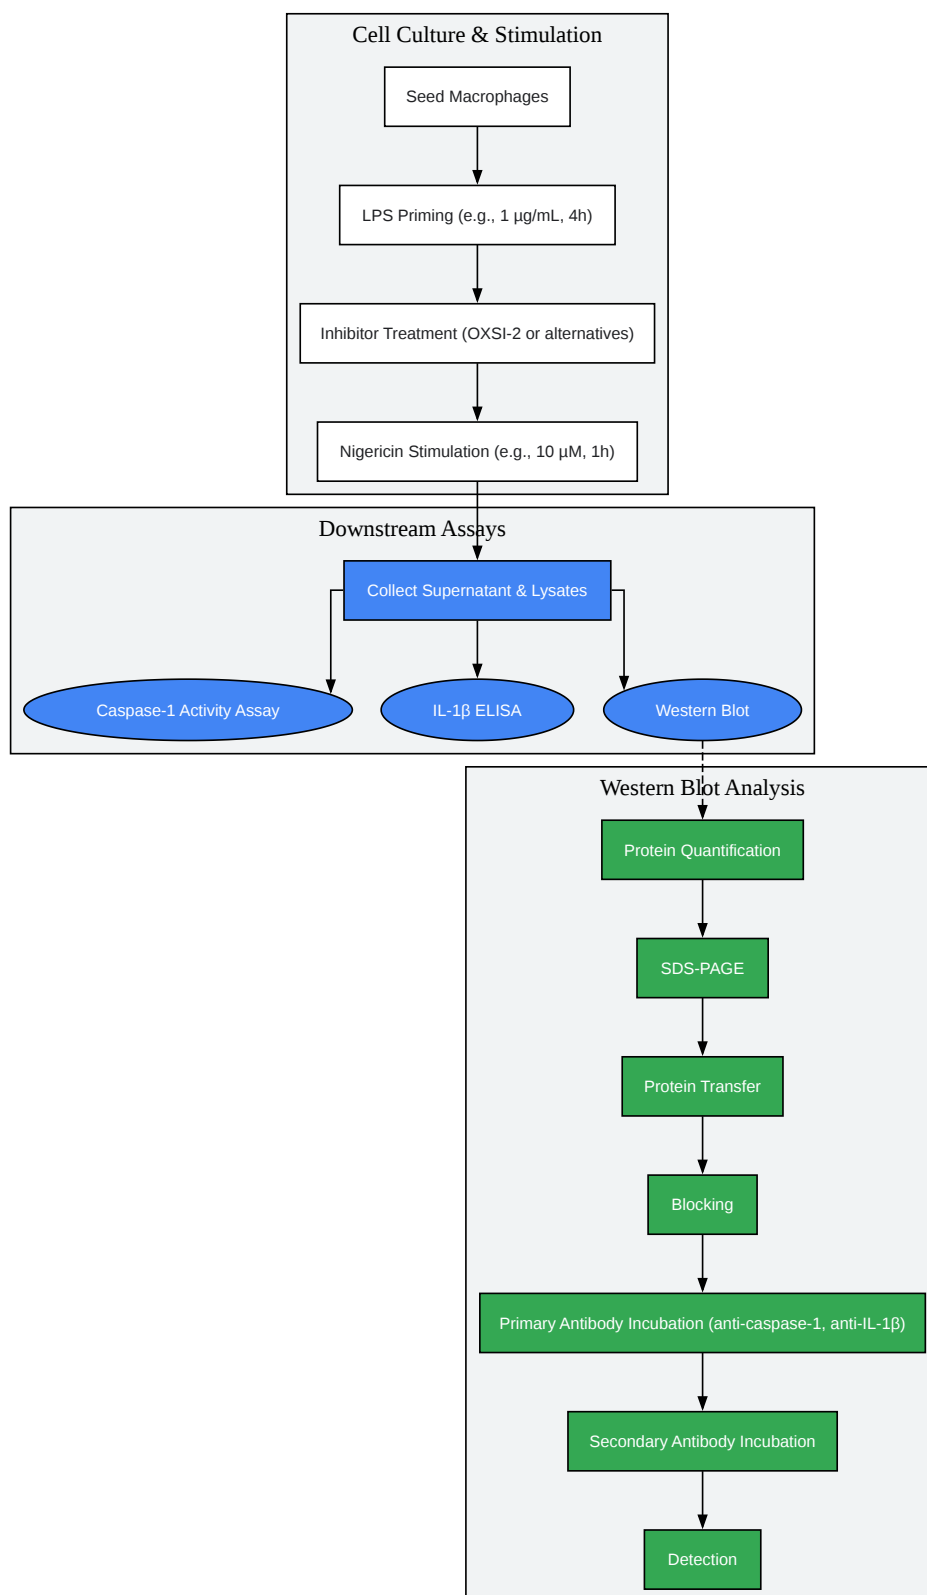 Cell Culture & Stimulation
Seed Macrophages
LPS Priming (e.g., 1 µg/mL, 4h)
Inhibitor Treatment (OXSI-2 or alternatives)
Nigericin Stimulation (e.g., 10 µM, 1h)
Downstream Assays
Collect Supernatant & Lysates
Caspase-1 Activity Assay
IL-1β ELISA
Western Blot
Western Blot Analysis
Protein Quantification
SDS-PAGE
Protein Transfer
Blocking
Primary Antibody Incubation (anti-caspase-1, anti-IL-1β)
Secondary Antibody Incubation
Detection